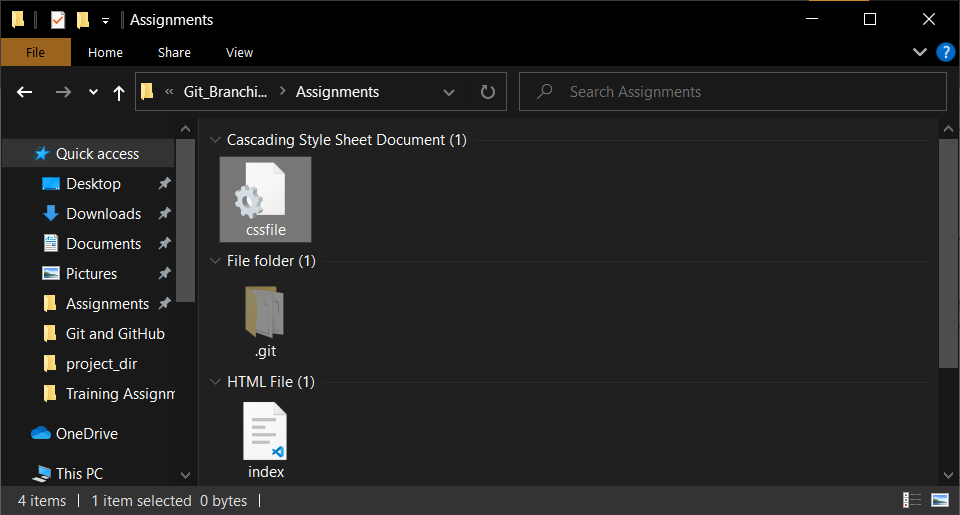 Assignments
File
Home
Share
View
?
« Git_Branchi... > Assignments
Search Assignments
Quick access
Desktop
Downloads
Documents
Pictures
Assignments
Git and GitHub
project_dir
Training Assignm
OneDrive
This PC
Cascading Style Sheet Document (1)
cssfile
File folder (1)
.git
HTML File (1)
index
4 items
1 item selected 0 bytes